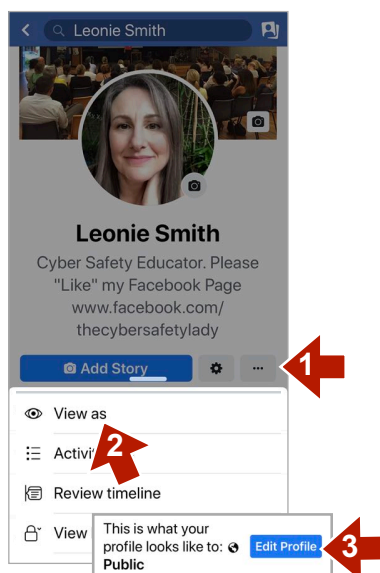 Leonie Smith
Leonie Smith
Cyber Safety Educator. Please
"Like" my Facebook Page
www.facebook.com/
thecybersafetylady
Add Story
1
View as
2
Review timeline
View
This is what your
profile looks like to:
Public
Edit Profile
3